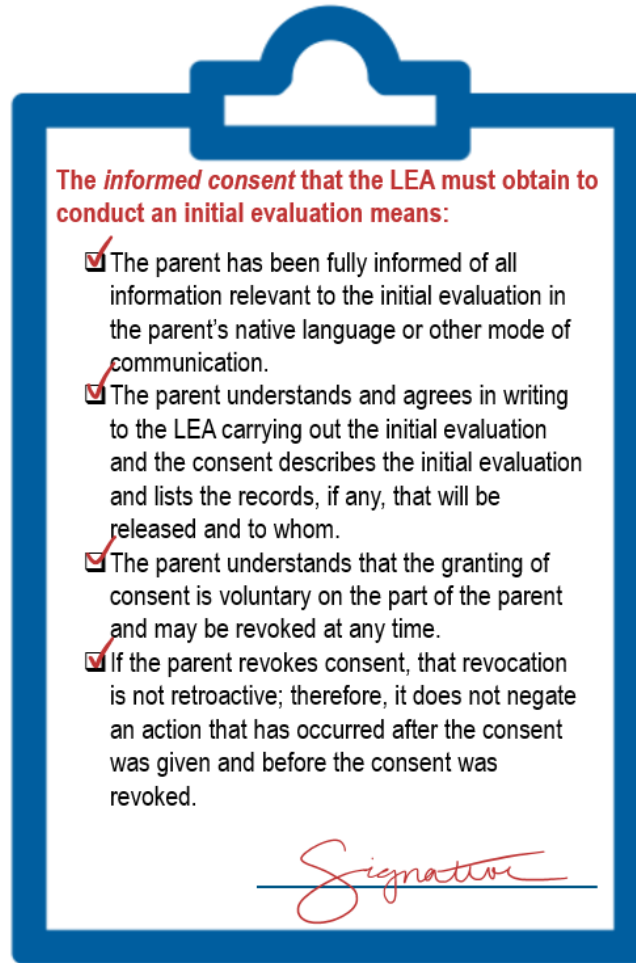 The informed consent that the LEA must obtain to
conduct an initial evaluation means:
The parent has been fully informed of all
information relevant to the initial evaluation in
the parent's native language or other mode of
communication.
The parent understands and agrees in writing
to the LEA carrying out the initial evaluation
and the consent describes the initial evaluation
and lists the records, if any, that will be
released and to whom.
The parent understands that the granting of
consent is voluntary on the part of the parent
and may be revoked at any time.
If the parent revokes consent, that revocation
is not retroactive; therefore, it does not negate
an action that has occurred after the consent
was given and before the consent was
revoked.
Signature